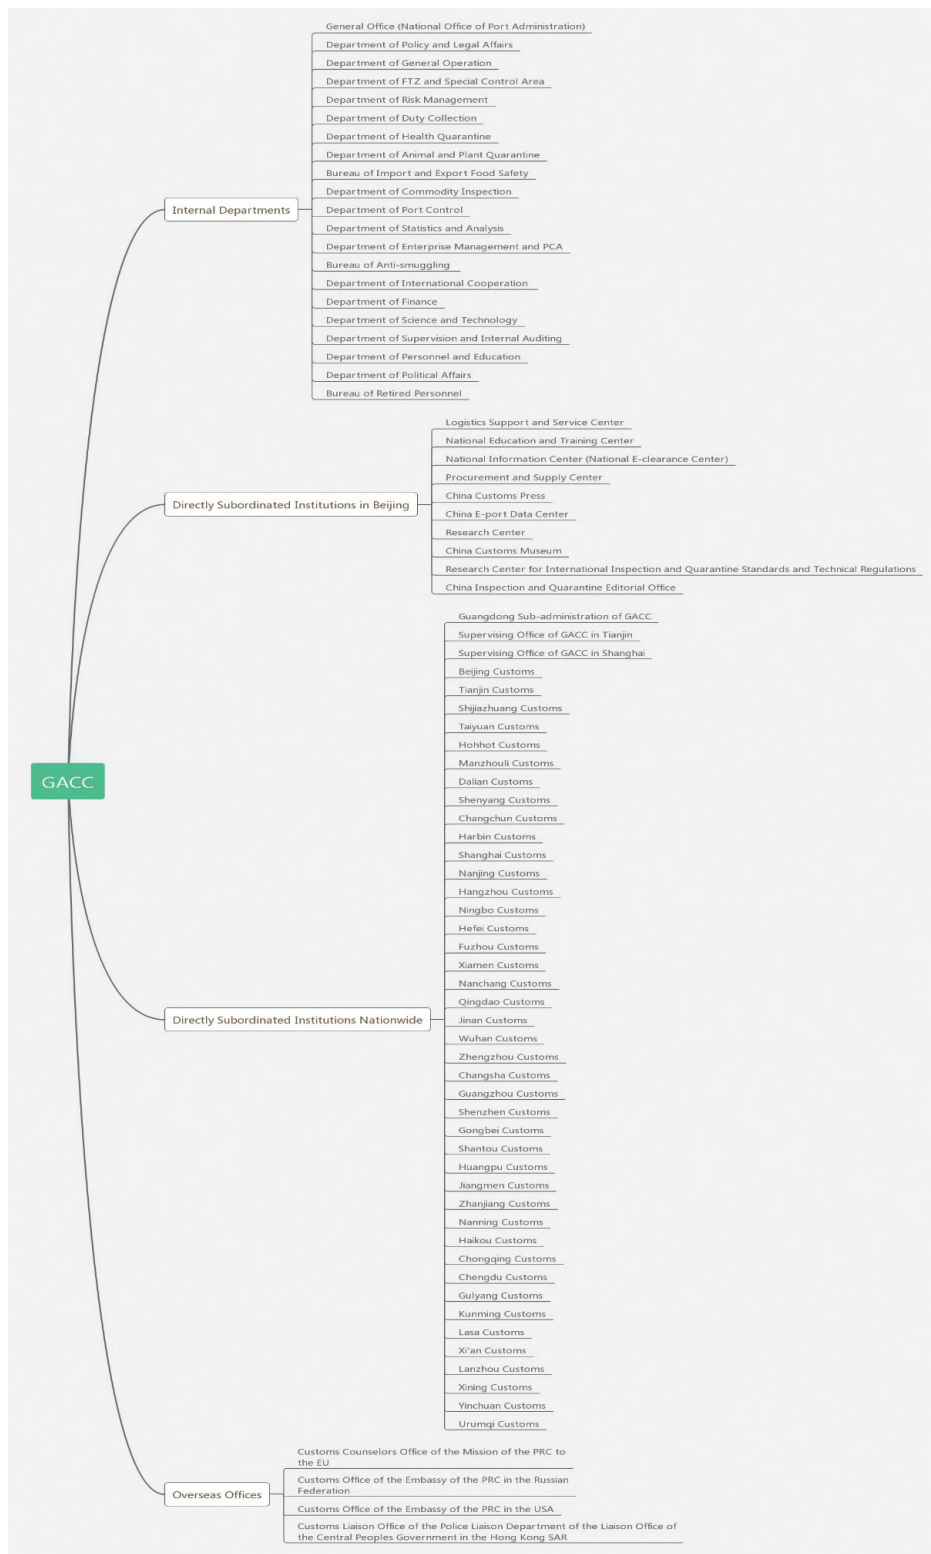 General Office (National Office of Port Administration)
Department of Policy and Legal Affairs
Department of General Operation
Department of FTZ and Special Control Area
Department of Risk Management
Department of Duty Collection
Department of Health Quarantine
Department of Animal and Plant Quarantine
Bureau of Import and Export Food Safety
Department of Commodity Inspection
Internal Departments
Department of Port Control
Department of Statistics and Analysis
Department of Enterprise Management and PCA
Bureau of Anti-smuggling
Department of International Cooperation
Department of Finance
Department of Science and Technology
Department of Supervision and Internal Auditing
Department of Personnel and Education
Department of Political Affairs
Bureau of Retired Personnel
Logistics Support and Service Center
National Education and Training Center
National Information Center (National E-clearance Center)
Procurement and Supply Center
China Customs Press
Directly Subordinated Institutions in Beijing
China E-port Data Center
Research Center
China Customs Museum
Research Center for International Inspection and Quarantine Standards and Technical Regulations
China Inspection and Quarantine Editorial Office
Guangdong Sub-administration of GACC
Supervising Office of GACC in Tianjin
Supervising Office of GACC in Shanghai
Beijing Customs
Tianjin Customs
Shijiazhuang Customs
Taiyuan Customs
Hohhot Customs
Manzhouli Customs
GACC
Dalian Customs
Shenyang Customs
Changchun Customs
Harbin Customs
Shanghai Customs
Nanjing Customs
Hangzhou Customs
Ningbo Customs
Hefei Customs
Fuzhou Customs
Xiamen Customs
Nanchang Customs
Qingdao Customs
Directly Subordinated Institutions Nationwide
Jinan Customs
Wuhan Customs
Zhengzhou Customs
Changsha Customs
Guangzhou Customs
Shenzhen Customs
Gongbei Customs
Shantou Customs
Huangpu Customs
Jiangmen Customs
Zhanjiang Customs
Nanning Customs
Haikou Customs
Chongqing Customs
Chengdu Customs
Gulyang Customs
Kunming Customs
Lasa Customs
Xi'an Customs
Lanzhou Customs
Xining Customs
Yinchuan Customs
Urumqi Customs
Customs Counselors Office of the Mission of the PRC to
the EU
Customs Office of the Embassy of the PRC in the Russian
Federation
Overseas Offices
Customs Office of the Embassy of the PRC in the USA
Customs Liaison Office of the Police Liaison Department of the Liaison Office of
the Central Peoples Government in the Hong Kong SAR